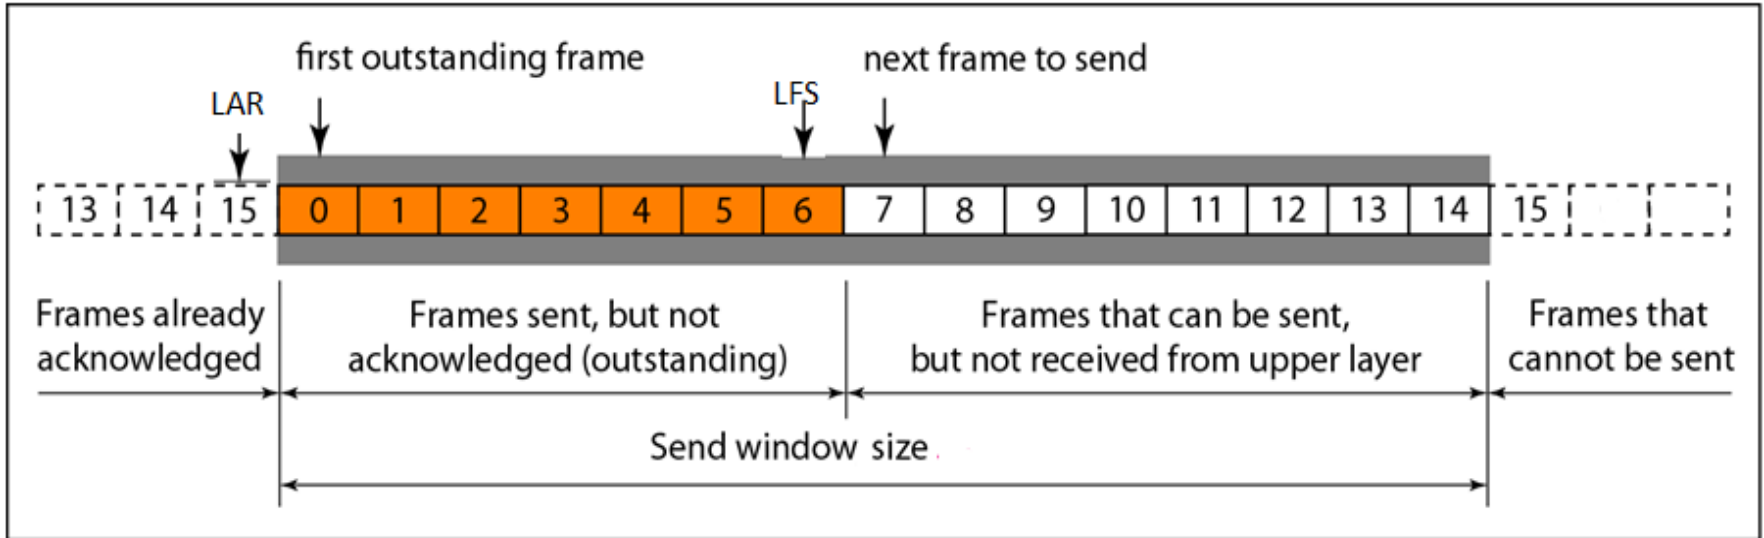 first outstanding frame
next frame to send
LAR
LFS
13 14 15 0 1 2 3 4 5 6 7 8 9 10 11 12 13 14 15
Frames already
acknowledged
Frames sent, but not
acknowledged (outstanding)
Frames that can be sent,
but not received from upper layer
Frames that
cannot be sent
Send window size